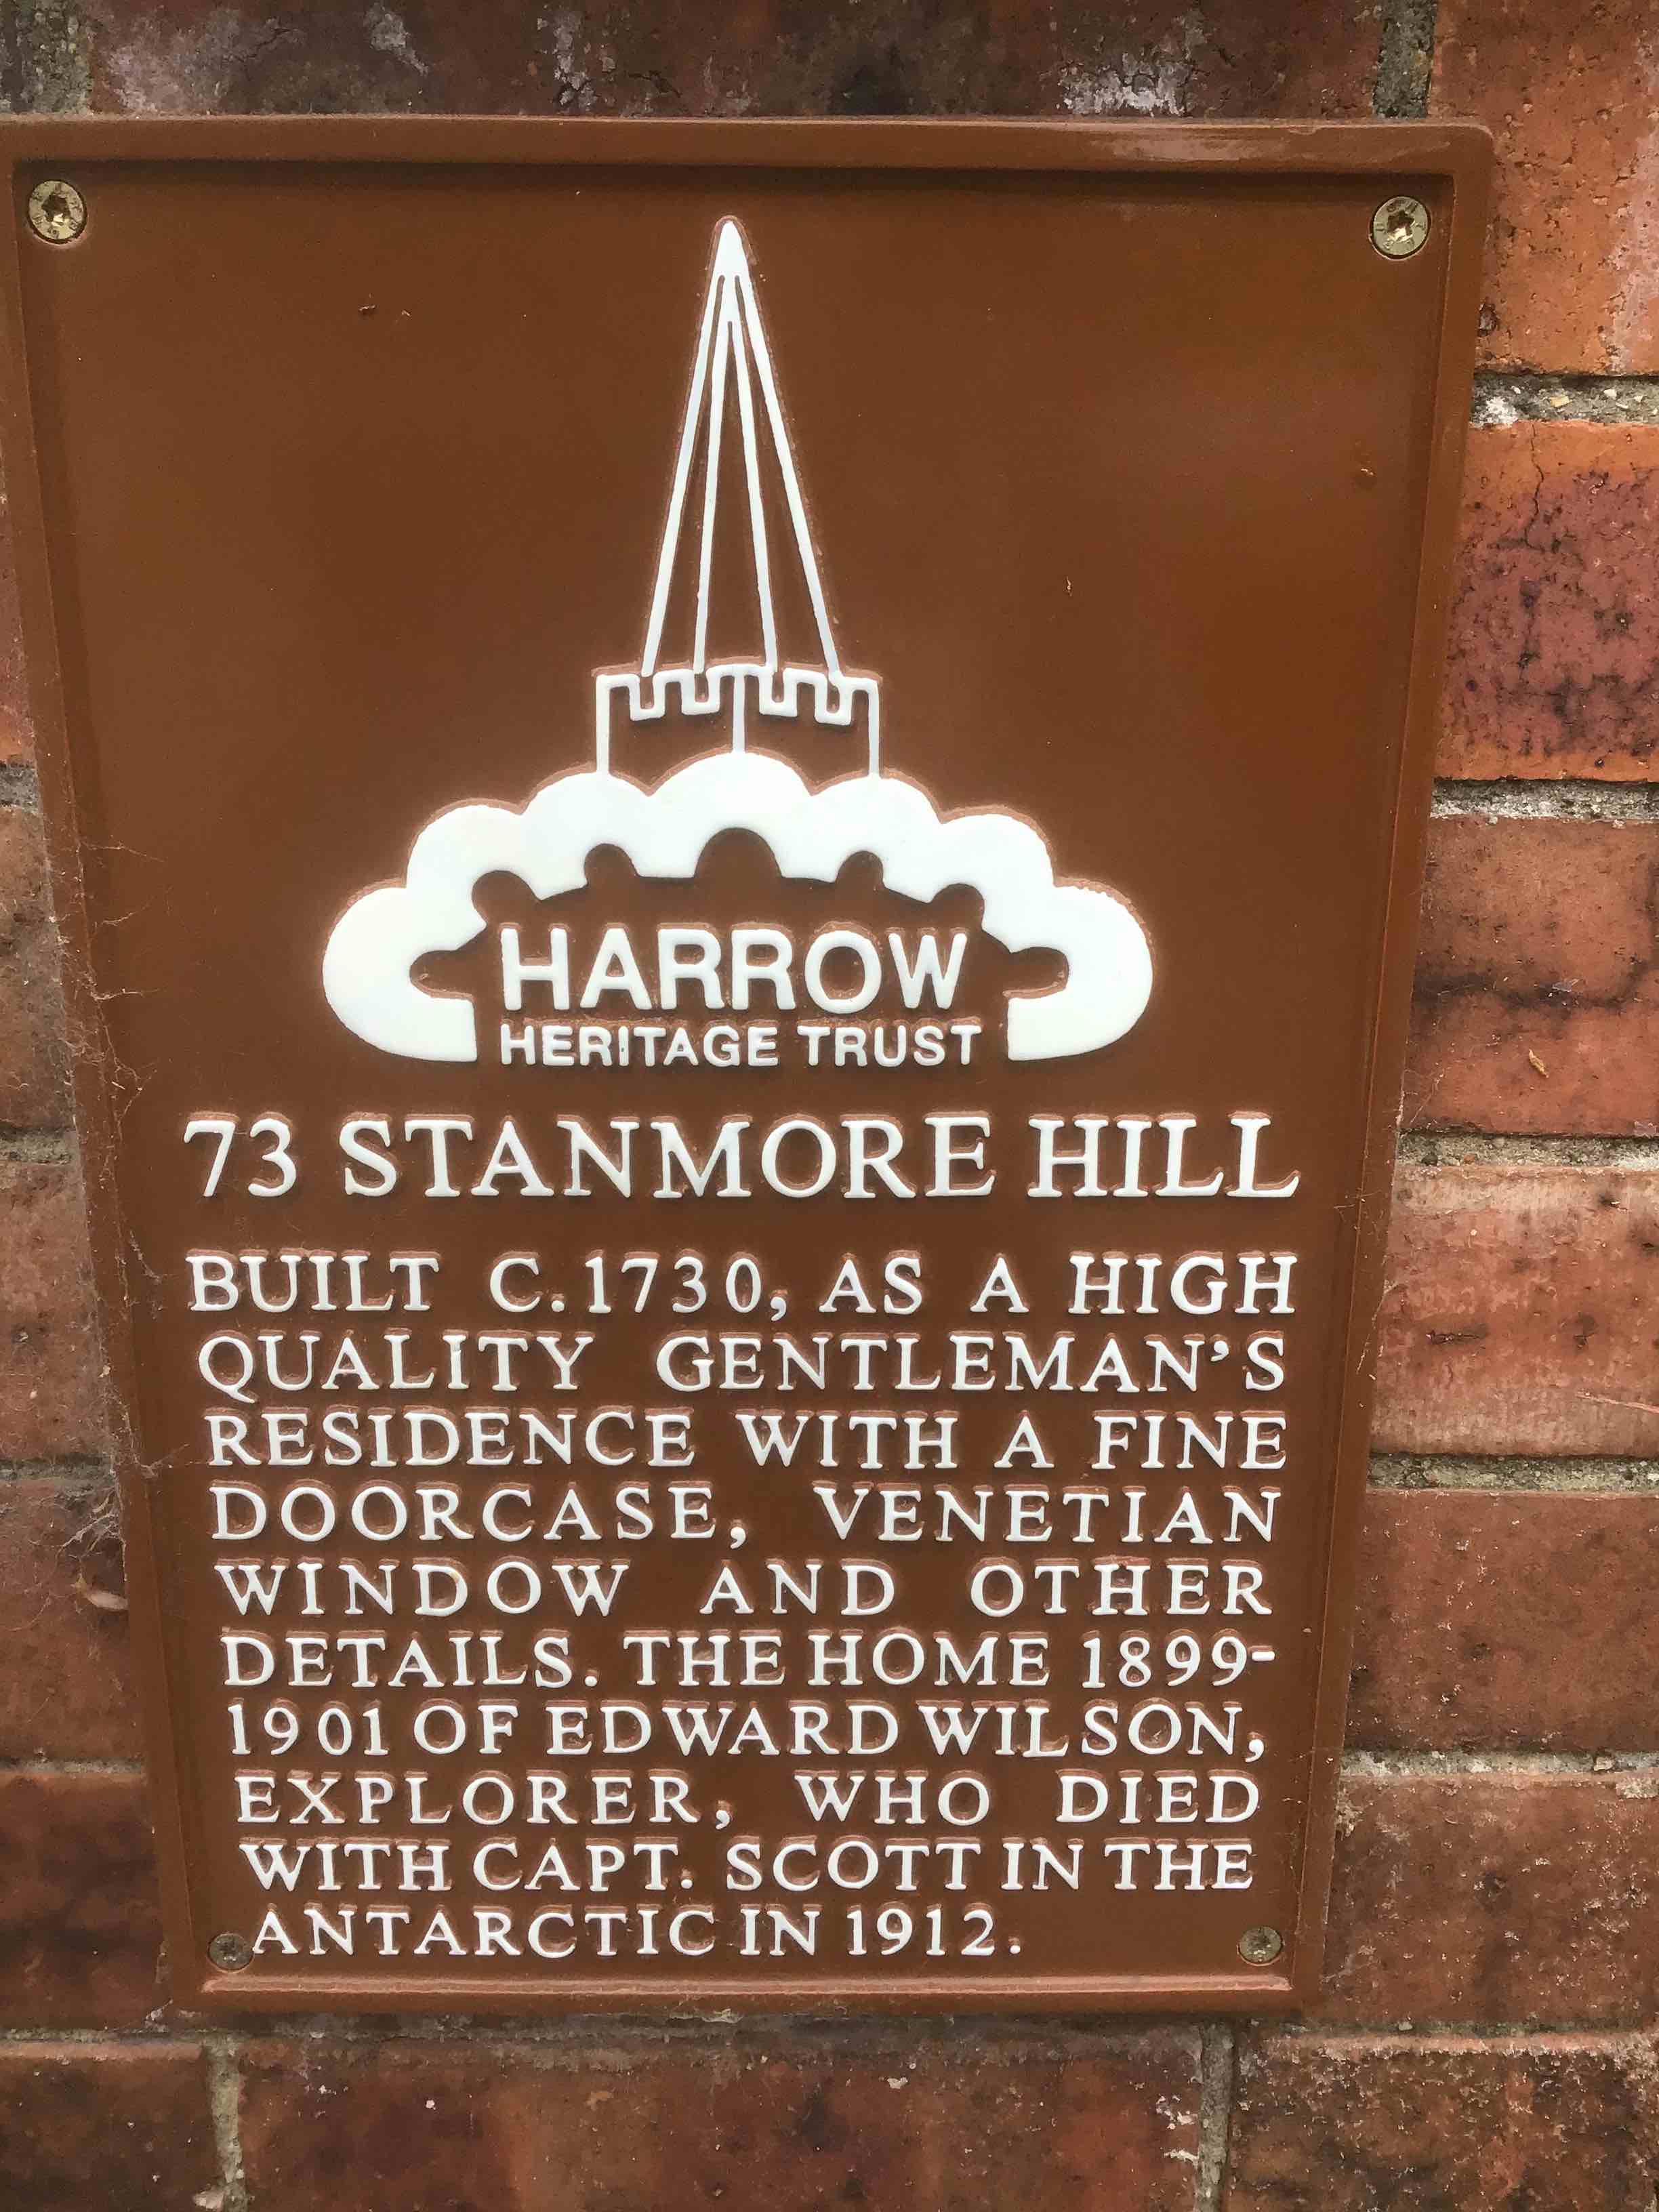 HARROW
HERITAGE TRUST
73 STANMORE HILL
BUILT C.1730, AS A HIGH
QUALITY GENTLEMAN'S
RESIDENCE WITH A FINE
DOORCASE, VENETIAN
WINDOW AND OTHER
DETAILS. THE HOME 1899-
1901 OF EDWARD WILSON,
EXPLORER, WHO DIED
WITH CAPT. SCOTT IN THE
ANTARCTIC IN 1912.